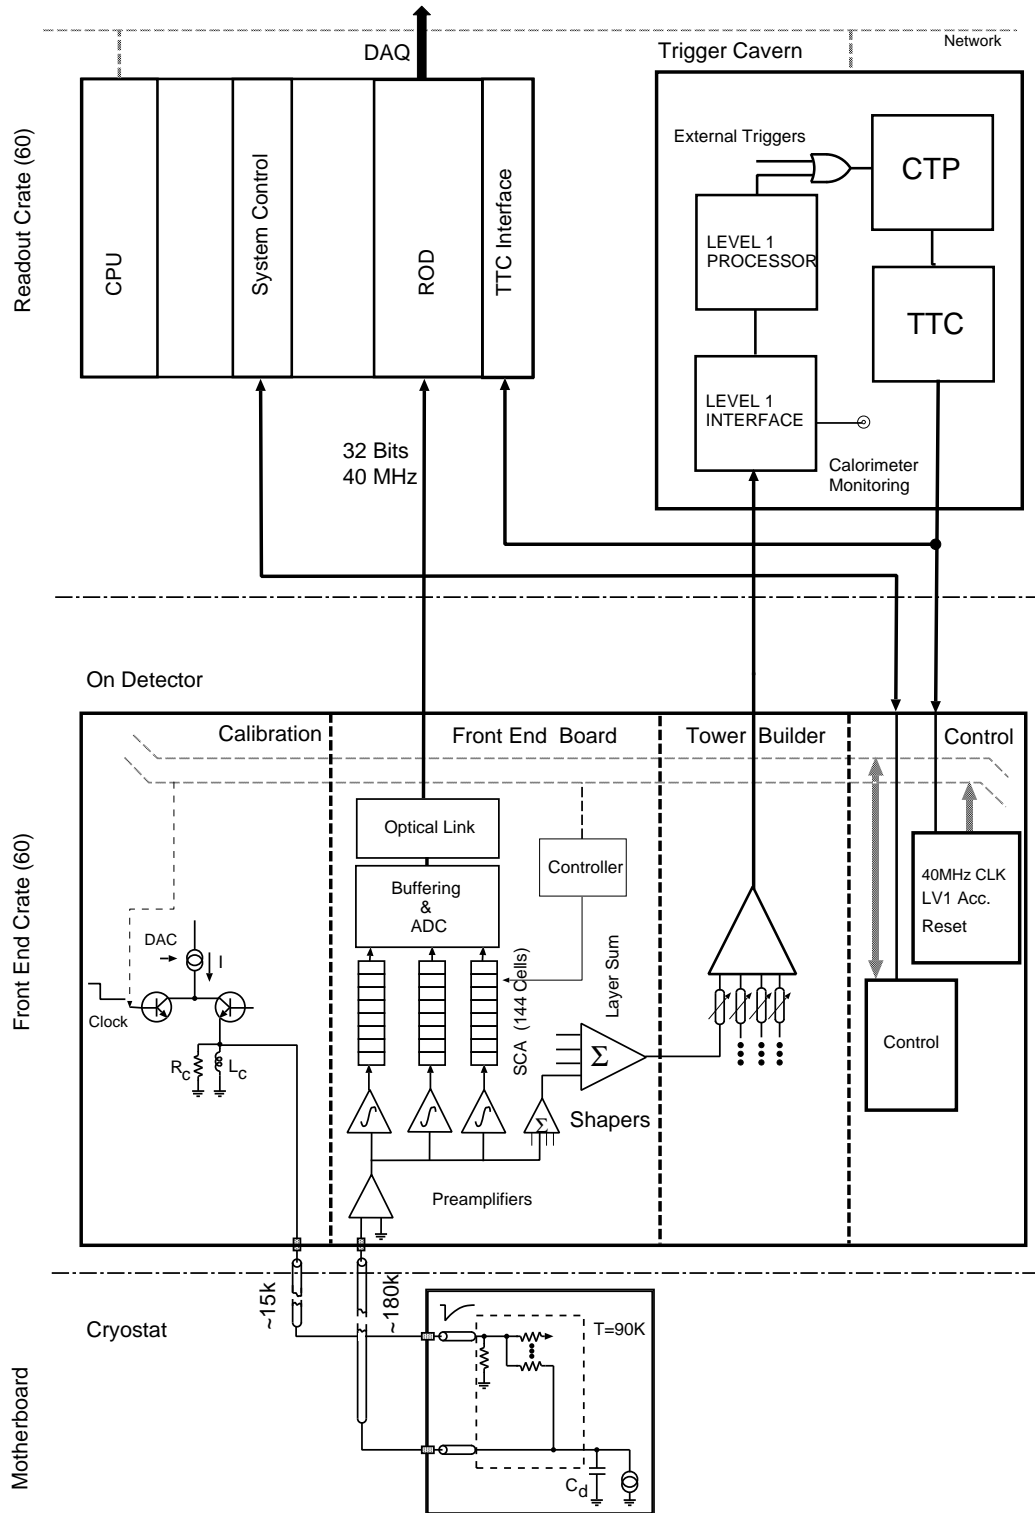 Network
DAQ
Trigger Cavern
Readout Crate (60)
CPU
System Control
ROD
TTC Interface
External Triggers
CTP
LEVEL 1
PROCESSOR
TTC
LEVEL 1
INTERFACE
32 Bits
40 MHz
Calorimeter
Monitoring
On Detector
Front End Crate (60)
Calibration
Front End Board
Tower Builder
Control
Optical Link
Controller
Buffering
&
ADC
40MHz CLK
LV1 Acc.
Reset
DAC
I
Clock
SCA (144 Cells)
Layer Sum
Σ
Control
RC
LC
Σ
Shapers
Preamplifiers
~15k
~180k
Cryostat
T=90K
Motherboard
Cd